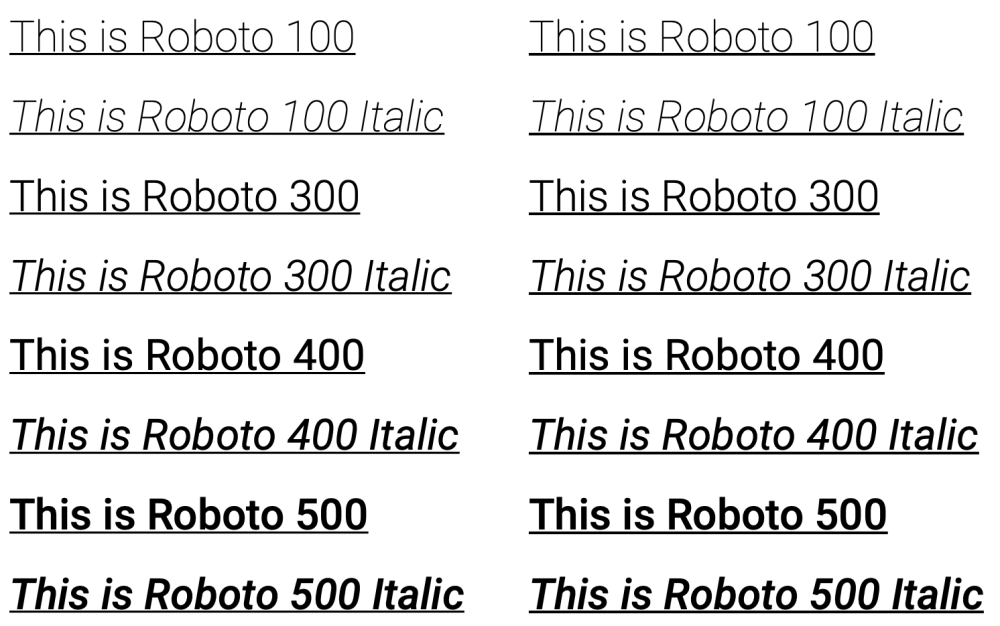 This is Roboto 100 This is Roboto 100
This is Roboto 100 Italic This is Roboto 100 Italic
This is Roboto 300 This is Roboto 300
This is Roboto 300 Italic This is Roboto 300 Italic
This is Roboto 400 This is Roboto 400
This is Roboto 400 Italic This is Roboto 400 Italic
This is Roboto 500 This is Roboto 500
This is Roboto 500 Italic This is Roboto 500 Italic